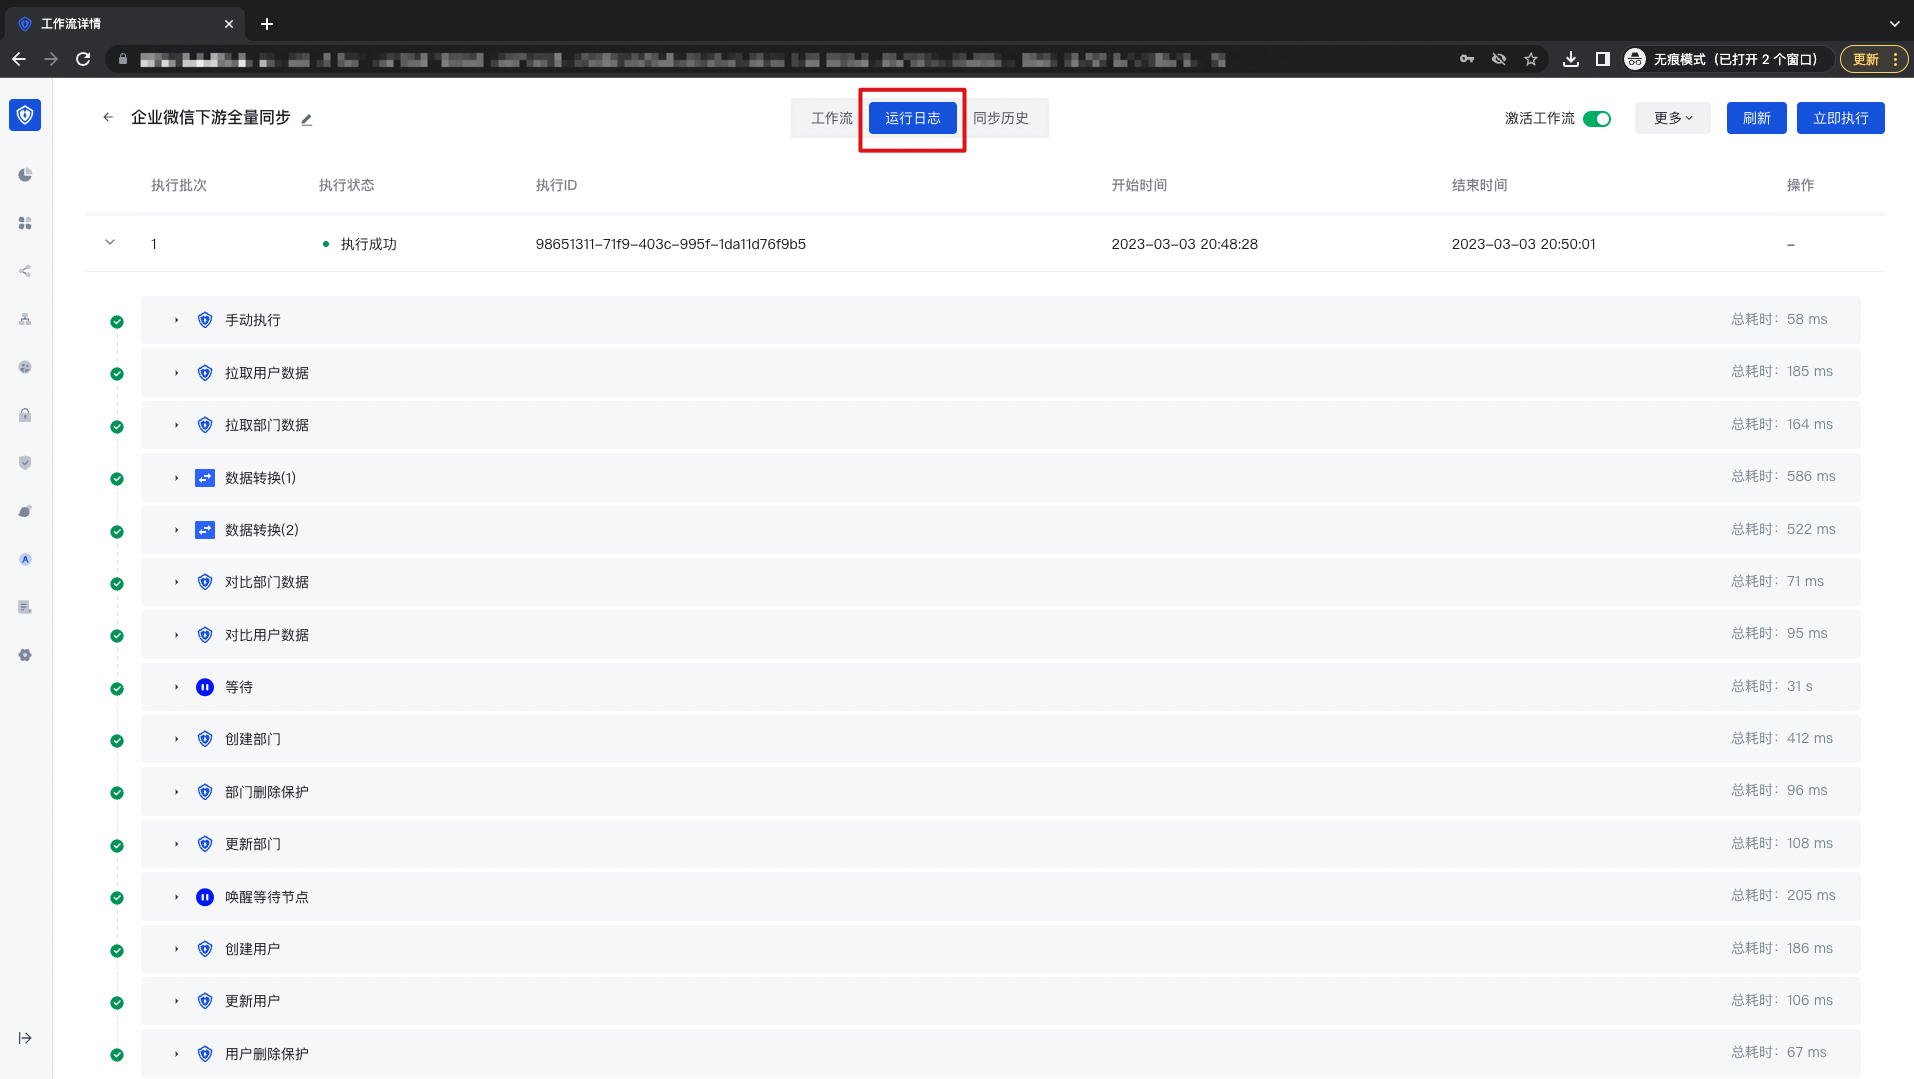 工作流详情
无痕模式 (已打开 2 个窗口)
更新
企业微信下游全量同步
工作流
运行日志
同步历史
激活工作流
更多
刷新
立即执行
执行批次 执行状态 执行ID 开始时间 结束时间 操作
1 执行成功 98651311-71f9-403c-995f-1da11d76f9b5 2023-03-03 20:48:28 2023-03-03 20:50:01 -
手动执行 总耗时: 58 ms
拉取用户数据 总耗时: 185 ms
拉取部门数据 总耗时: 164 ms
数据转换(1) 总耗时: 586 ms
数据转换(2) 总耗时: 522 ms
对比部门数据 总耗时: 71 ms
对比用户数据 总耗时: 95 ms
等待 总耗时: 31 s
创建部门 总耗时: 412 ms
部门删除保护 总耗时: 96 ms
更新部门 总耗时: 108 ms
唤醒等待节点 总耗时: 205 ms
创建用户 总耗时: 186 ms
更新用户 总耗时: 106 ms
用户删除保护 总耗时: 67 ms